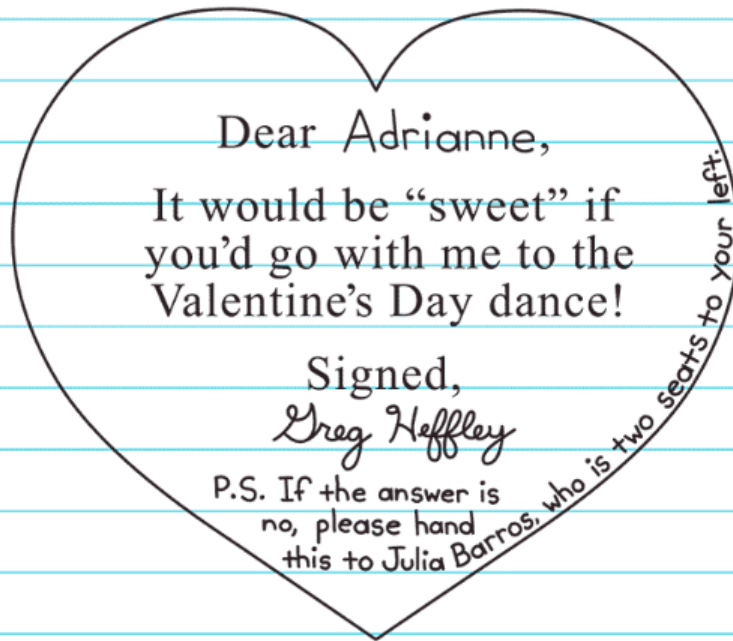 Dear Adrianne,
It would be “sweet” if
you’d go with me to the
Valentine’s Day dance!
Signed,
Greg Heffley
P.S. If the answer is
no, please hand
this to Julia Barros, who is two seats to your left.